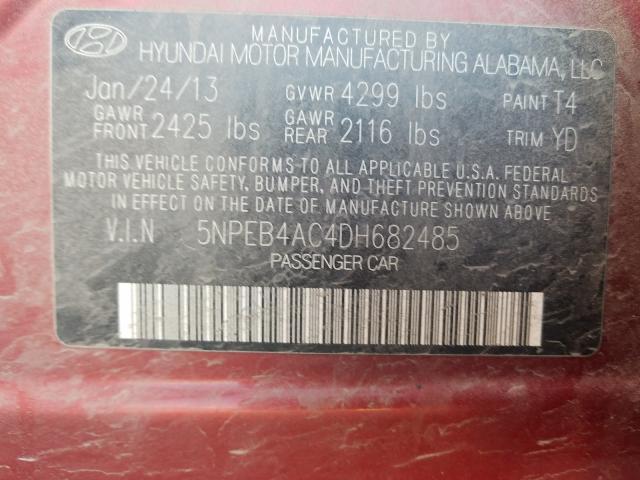 MANUFACTURED BY
HYUNDAI MOTOR MANUFACTURING ALABAMA, LLC
Jan/24/13 GVWR 4299 lbs PAINT T4
GAWR FRONT 2425 lbs GAWR REAR 2116 lbs TRIM YD
THIS VEHICLE CONFORMS TO ALL APPLICABLE U.S.A. FEDERAL
MOTOR VEHICLE SAFETY, BUMPER, AND THEFT PREVENTION STANDARDS
IN EFFECT ON THE DATE OF MANUFACTURE SHOWN ABOVE.
V.I.N 5NPEB4AC4DH682485
PASSENGER CAR